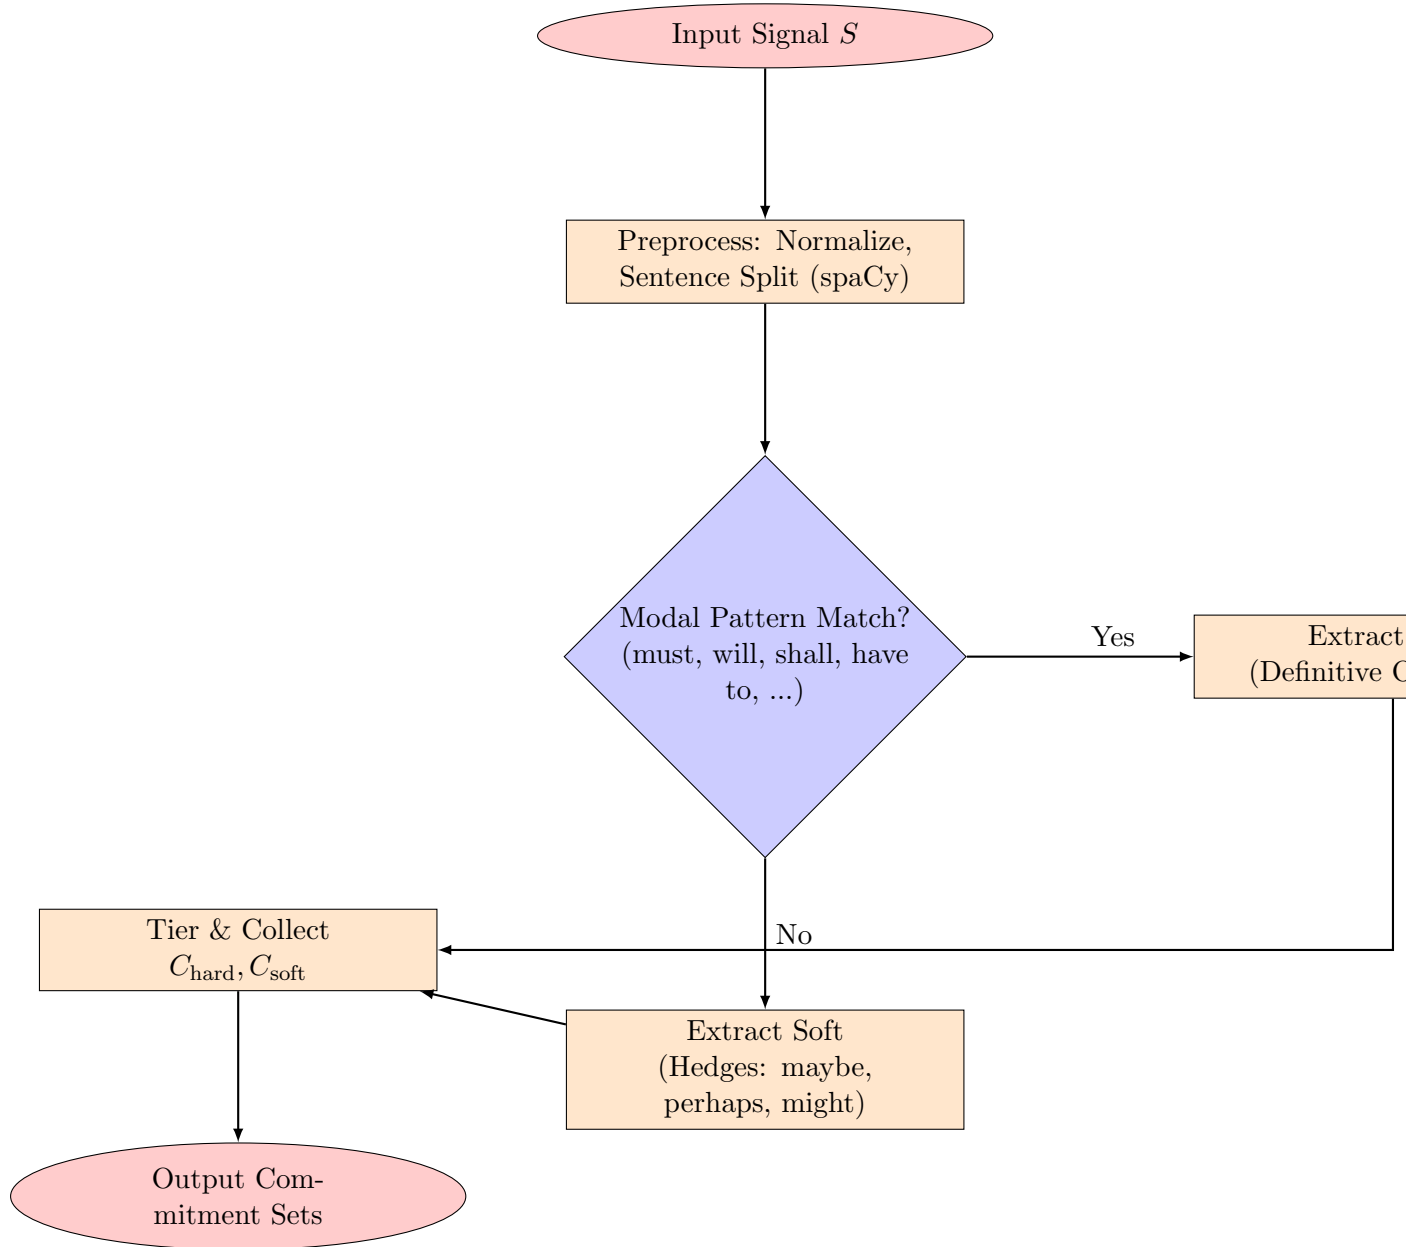 Input Signal S
Preprocess: Normalize,
Sentence Split (spaCy)
Modal Pattern Match?
(must, will, shall, have
to, ...)
Yes
Extract
(Definitive
No
Tier & Collect
C_hard, C_soft
Extract Soft
(Hedges: maybe,
perhaps, might)
Output Com-
mitment Sets